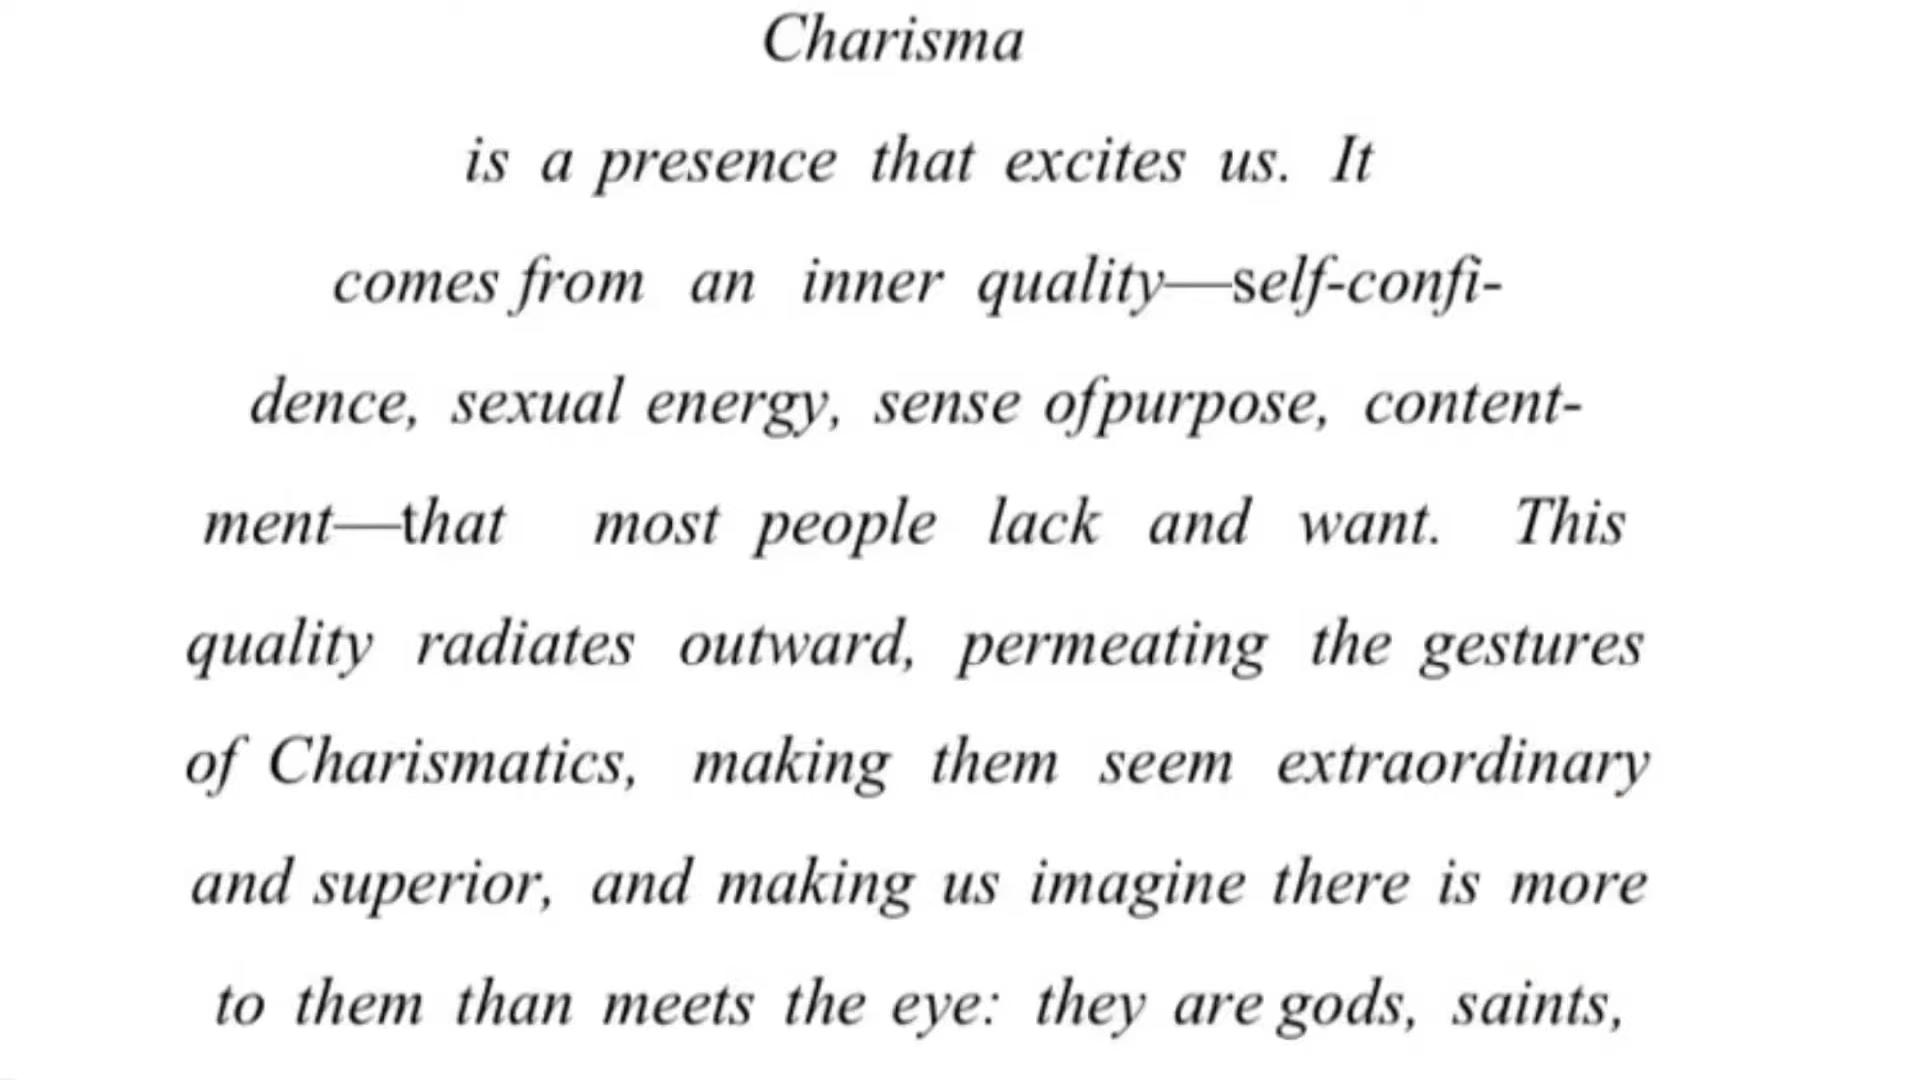 Charisma
is a presence that excites us. It
comes from an inner quality—self-confi-
dence, sexual energy, sense ofpurpose, content-
ment—that most people lack and want. This
quality radiates outward, permeating the gestures
of Charismatics, making them seem extraordinary
and superior, and making us imagine there is more
to them than meets the eye: they are gods, saints,